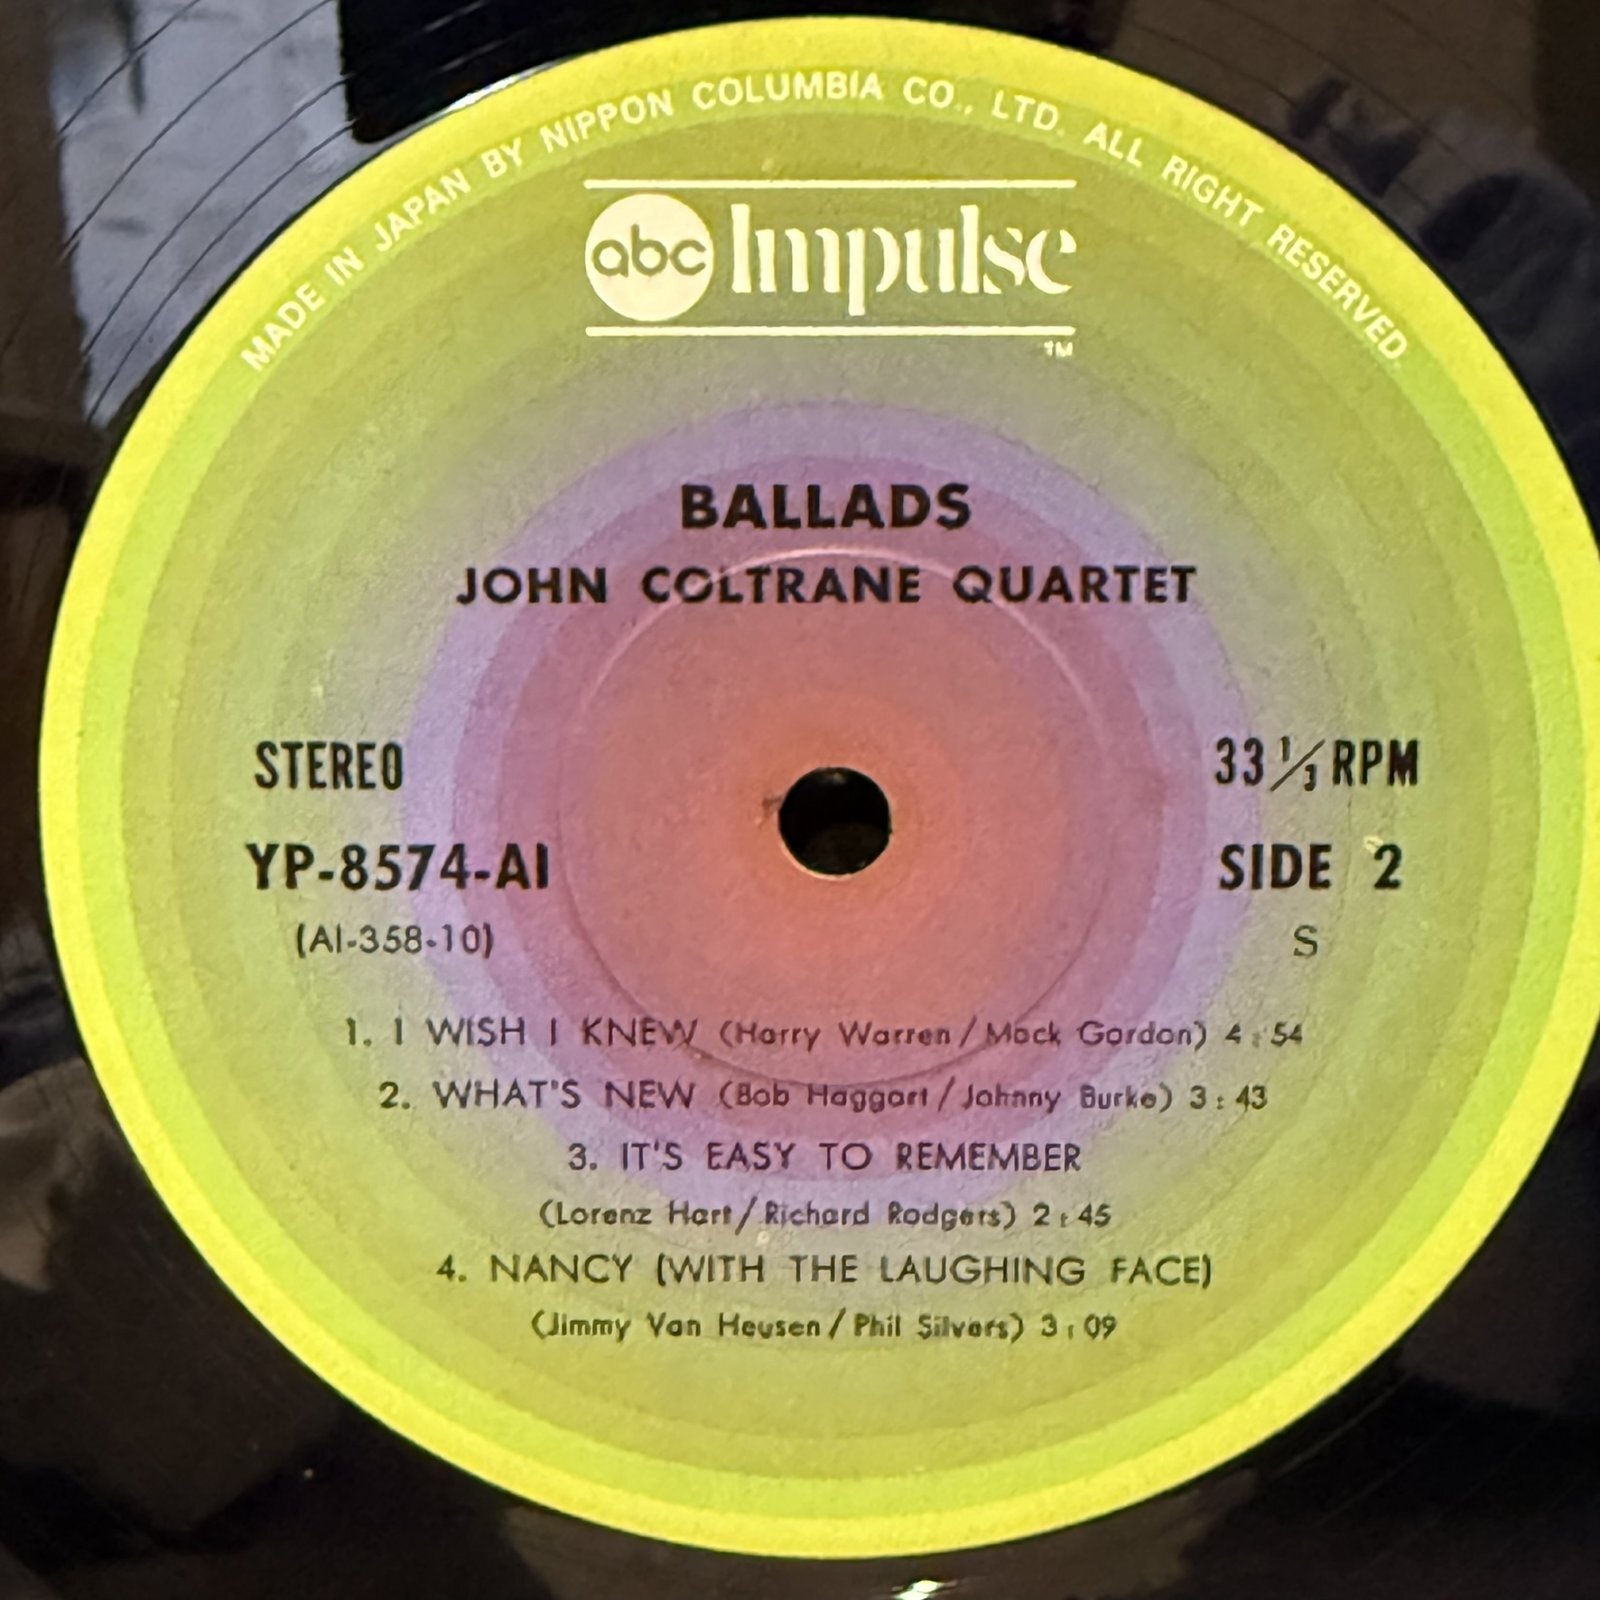 MADE IN JAPAN BY NIPPON COLUMBIA CO., LTD. ALL RIGHT RESERVED.
abc Impulse
TM
BALLADS
JOHN COLTRANE QUARTET
STEREO
33 1/3 RPM
YP-8574-AI
SIDE 2
(AI-358-10)
S
1. I WISH I KNEW (Harry Warren / Mack Gordon) 4:54
2. WHAT'S NEW (Bob Haggart / Johnny Burke) 3:43
3. IT'S EASY TO REMEMBER
(Lorenz Hart / Richard Rodgers) 2:45
4. NANCY (WITH THE LAUGHING FACE)
(Jimmy Van Heusen / Phil Silvers) 3:09